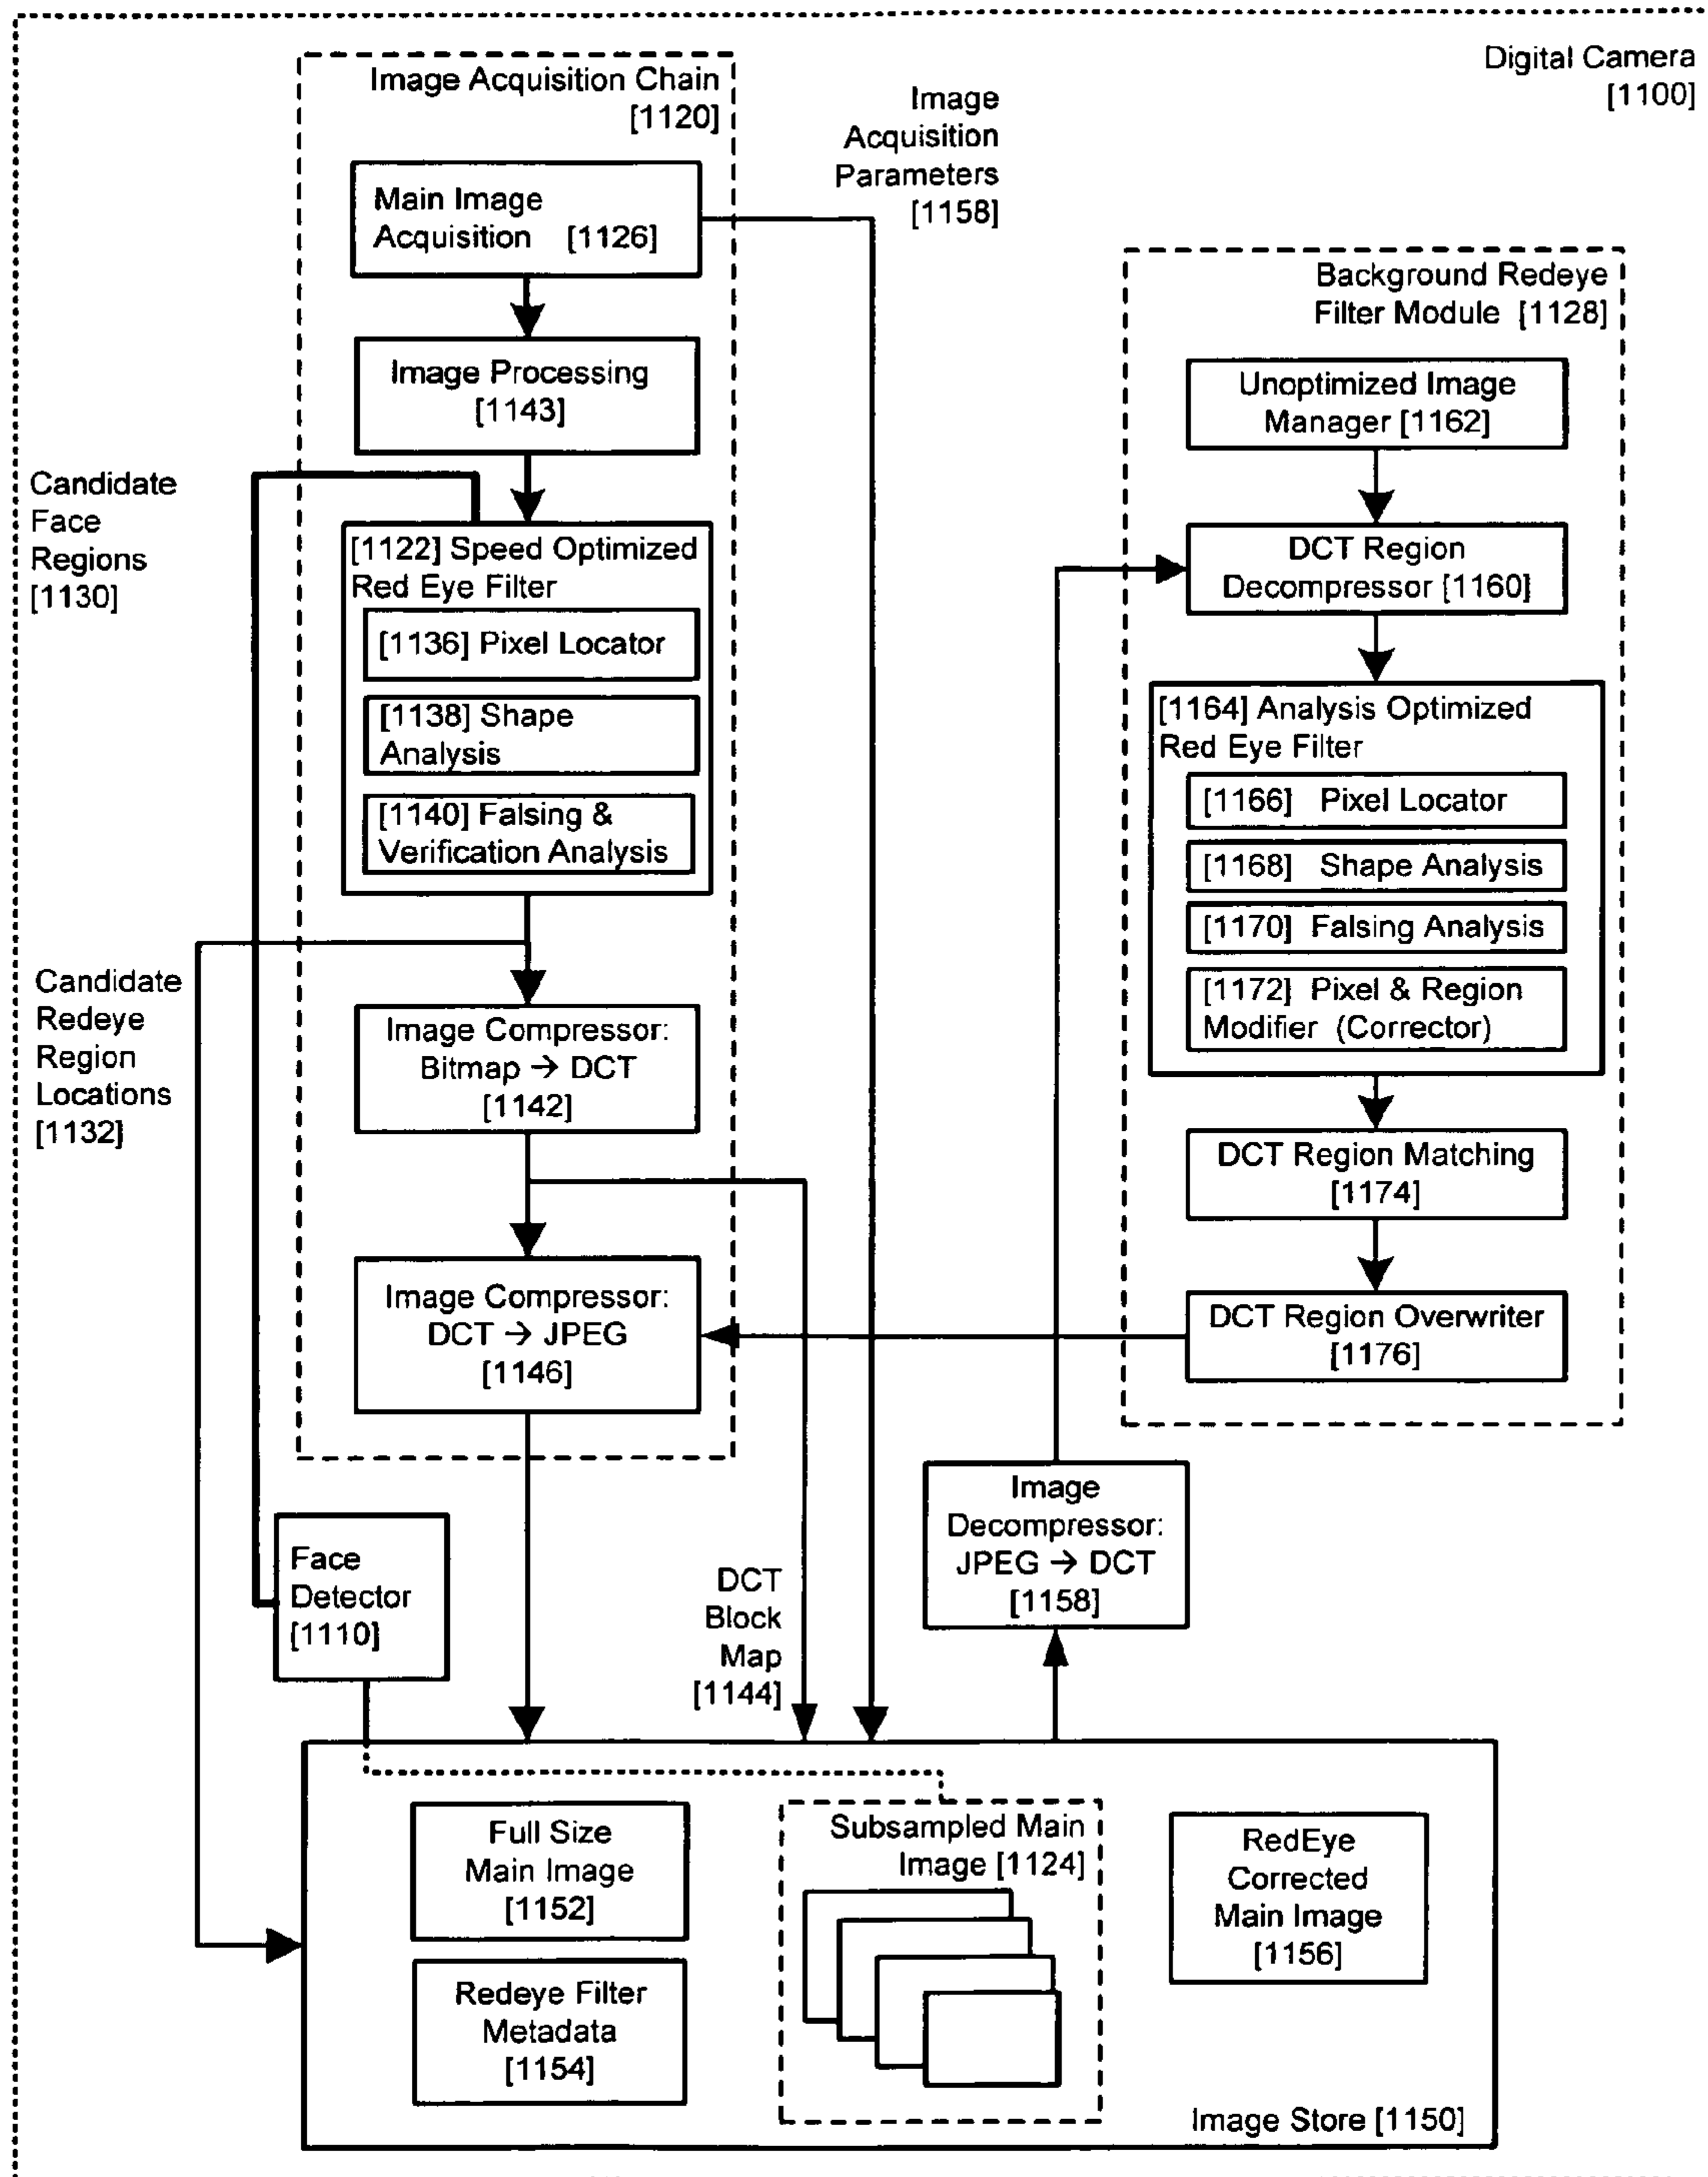 Digital Camera
[1100]
Image Acquisition Chain
[1120]
Image
Acquisition
Parameters
[1158]
Main Image
Acquisition [1126]
Image Processing
[1143]
Candidate
Face
Regions
[1130]
[1122] Speed Optimized
Red Eye Filter
[1136] Pixel Locator
[1138] Shape
Analysis
[1140] Falsing &
Verification Analysis
Candidate
Redeye
Region
Locations
[1132]
Image Compressor:
Bitmap → DCT
[1142]
Image Compressor:
DCT → JPEG
[1146]
Background Redeye
Filter Module [1128]
Unoptimized Image
Manager [1162]
DCT Region
Decompressor [1160]
[1164] Analysis Optimized
Red Eye Filter
[1166] Pixel Locator
[1168] Shape Analysis
[1170] Falsing Analysis
[1172] Pixel & Region
Modifier (Corrector)
DCT Region Matching
[1174]
DCT Region Overwriter
[1176]
Face
Detector
[1110]
DCT
Block
Map
[1144]
Image
Decompressor:
JPEG → DCT
[1158]
Full Size
Main Image
[1152]
Redeye Filter
Metadata
[1154]
Subsampled Main
Image [1124]
RedEye
Corrected
Main Image
[1156]
Image Store [1150]